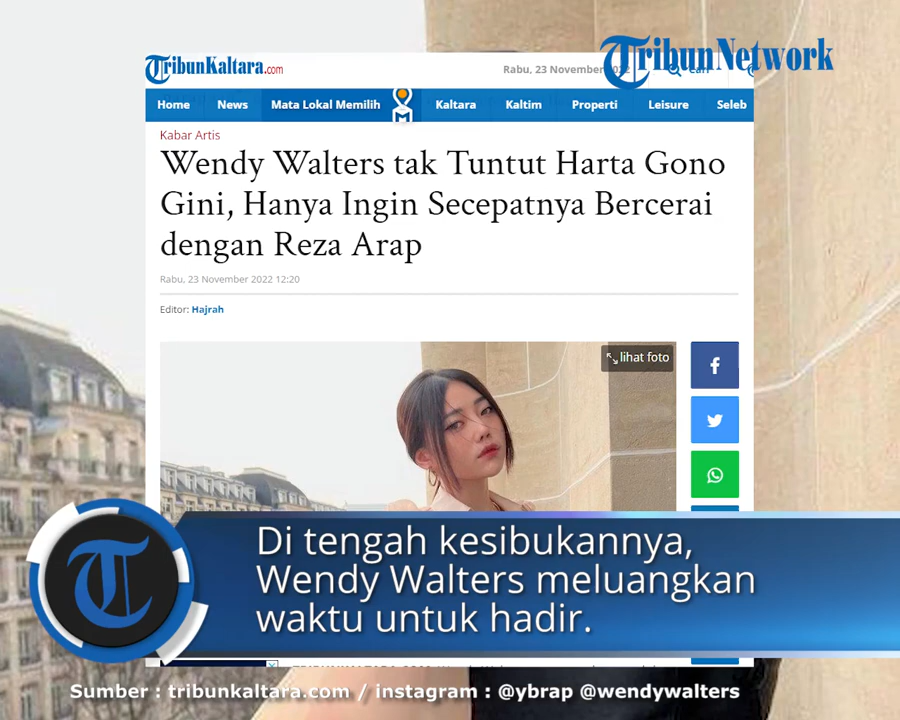 TribunNetwork
TribunKaltara.com
Rabu, 23 November 2022 Cari
Home News Mata Lokal Memilih Kaltara Kaltim Properti Leisure Seleb
Kabar Artis
Wendy Walters tak Tuntut Harta Gono
Gini, Hanya Ingin Secepatnya Bercerai
dengan Reza Arap
Rabu, 23 November 2022 12:20
Editor: Hajrah
lihat foto
Di tengah kesibukannya,
Wendy Walters meluangkan
waktu untuk hadir.
Sumber : tribunkaltara.com / instagram : @ybrap @wendywalters